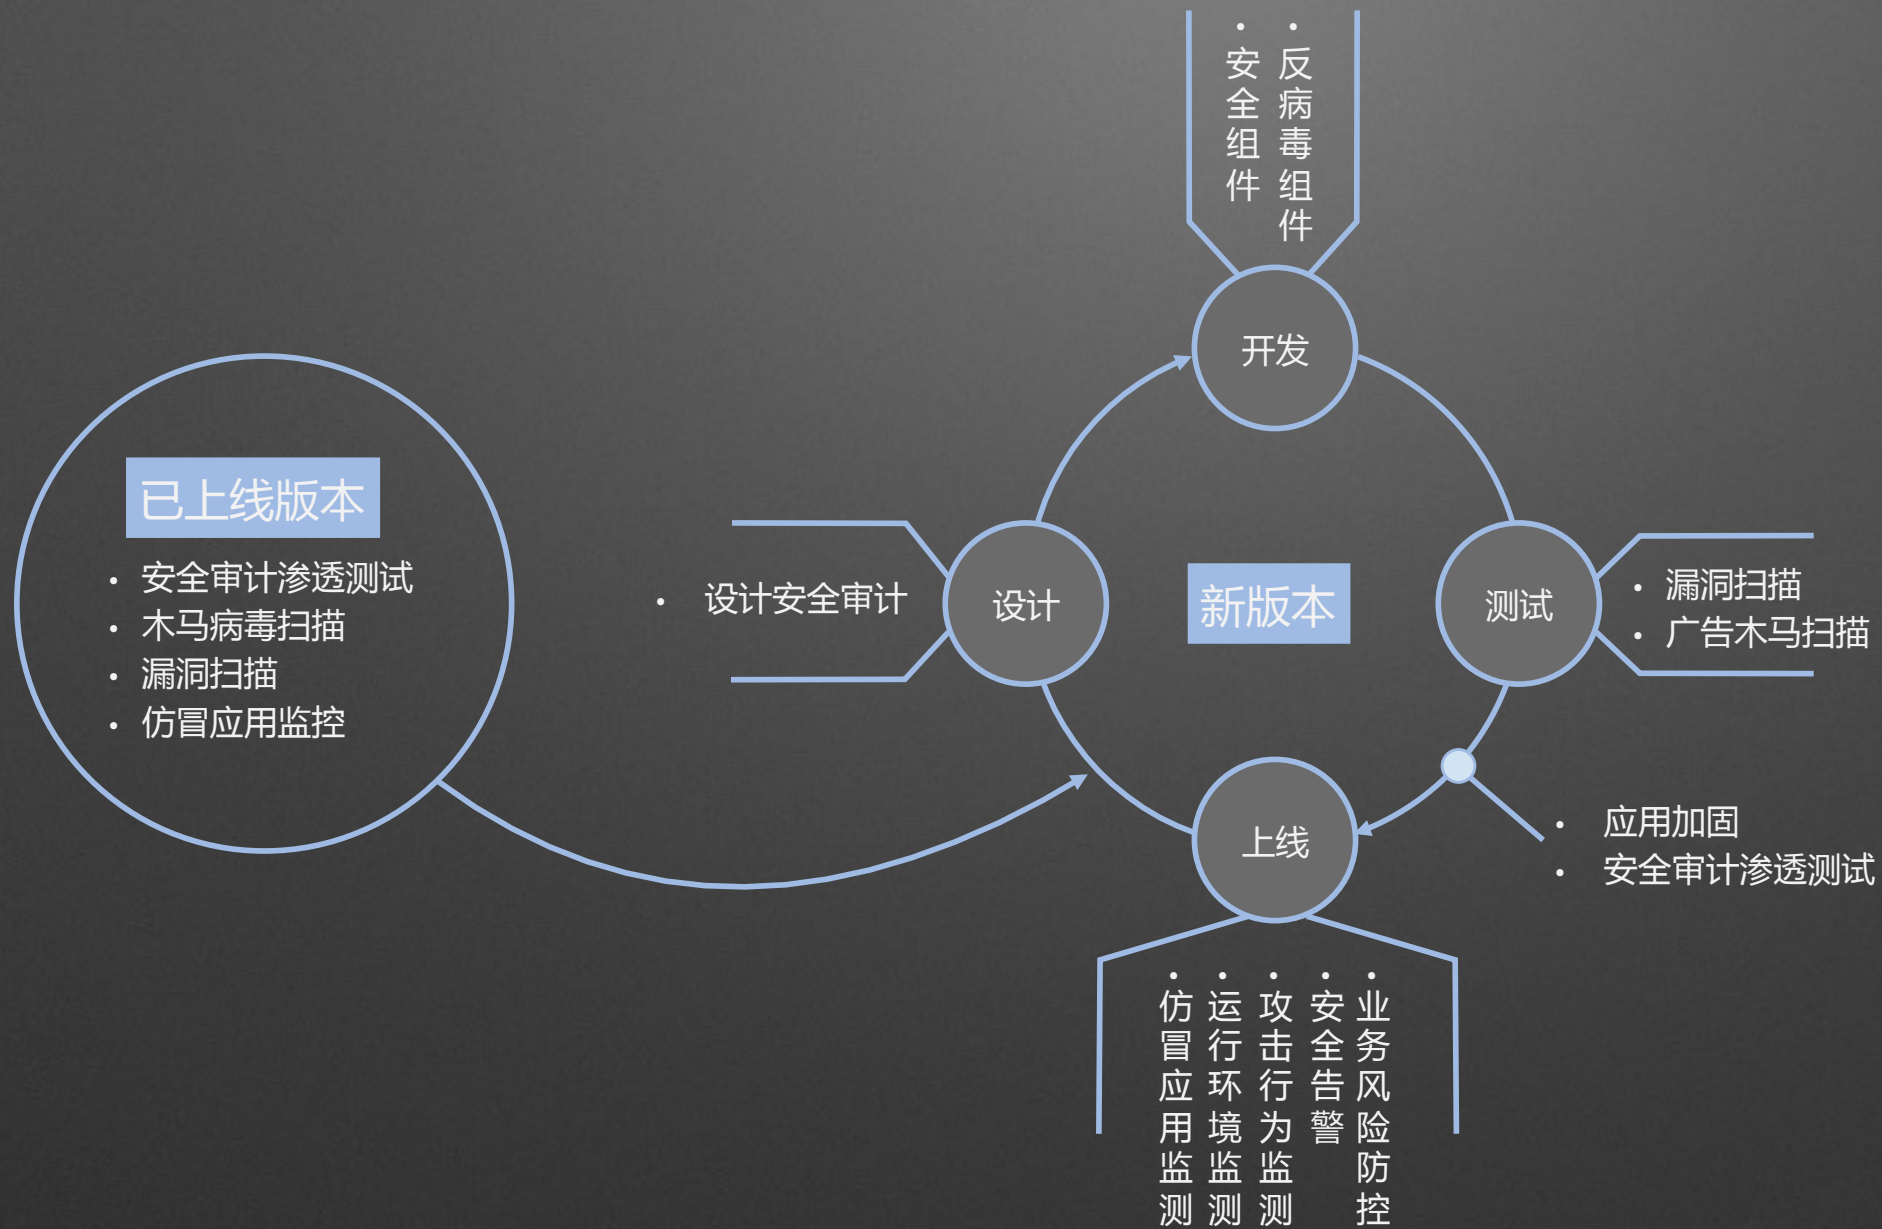 • 安全组件
• 反病毒组件
开发
已上线版本
• 安全审计渗透测试
• 木马病毒扫描
• 漏洞扫描
• 仿冒应用监控
• 设计安全审计
设计
新版本
测试
• 漏洞扫描
• 广告木马扫描
上线
• 应用加固
• 安全审计渗透测试
• 仿冒应用监测
• 运行环境监测
• 攻击行为监测
• 安全告警
• 业务风险防控